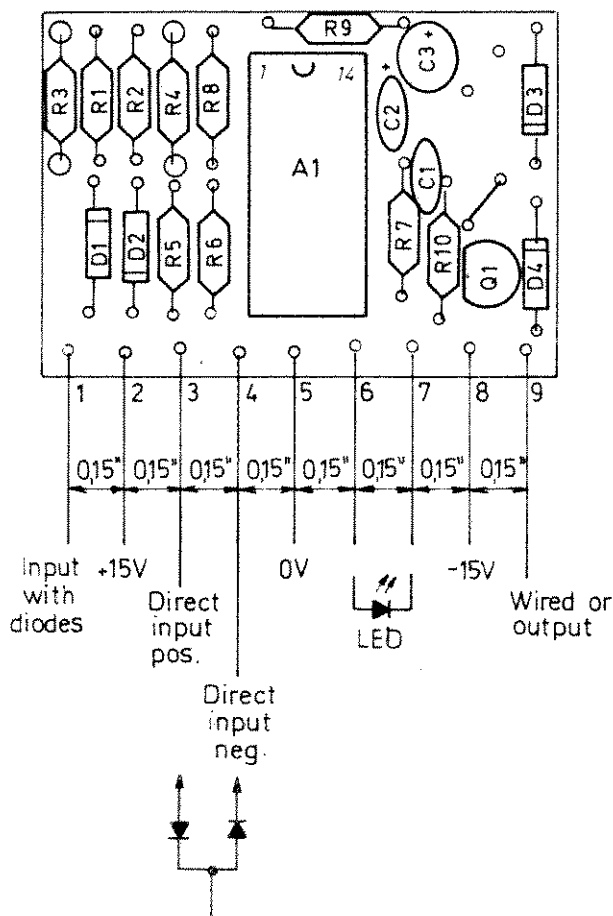 R9
C3 +
1 14
+
R3 R1 R2 R4 R8
C2
D3
A1
C1
D1 D2 R5 R6
R7
R10
Q1
D4
1 2 3 4 5 6 7 8 9
0,15" 0,15" 0,15" 0,15" 0,15" 0,15" 0,15" 0,15"
Input
with
diodes
+15V
Direct
input
pos.
Direct
input
neg.
0V
LED
-15V
Wired or
output